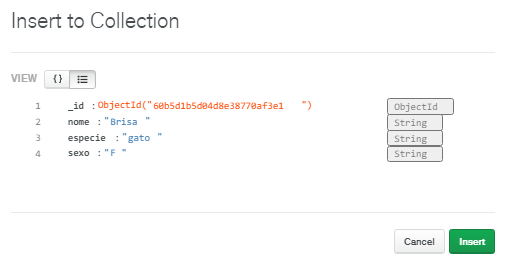 Insert to Collection
VIEW {}
1 _id : ObjectId("60b5d1b5d04d8e38770af3e1 ") ObjectId
2 nome : "Brisa " String
3 especie : "gato " String
4 sexo : "F " String
Cancel Insert